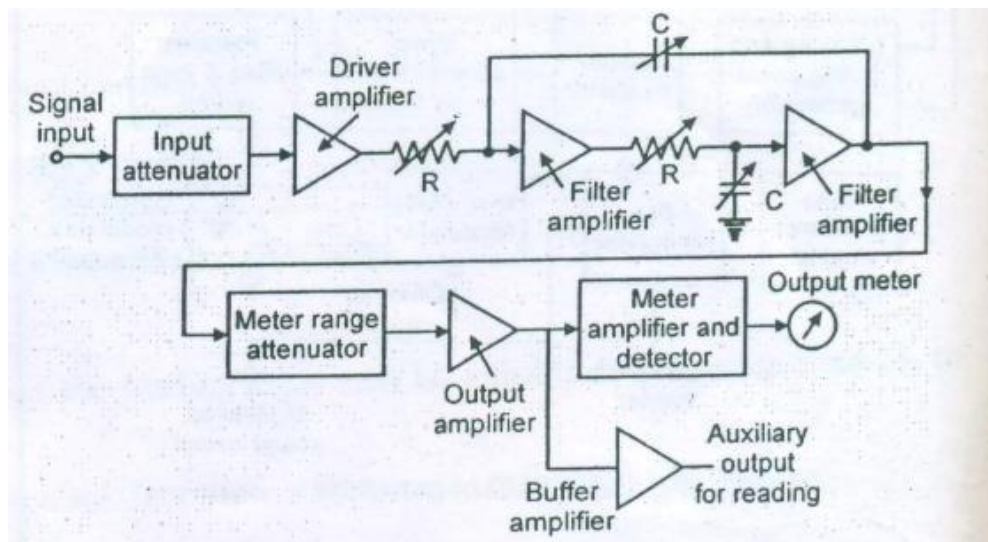 C
Driver
amplifier
Signal
input
Input
attenuator
R
Filter
amplifier
R
C
Filter
amplifier
Output meter
Meter range
attenuator
Meter
amplifier and
detector
Output
amplifier
Auxiliary
output
for reading
Buffer
amplifier